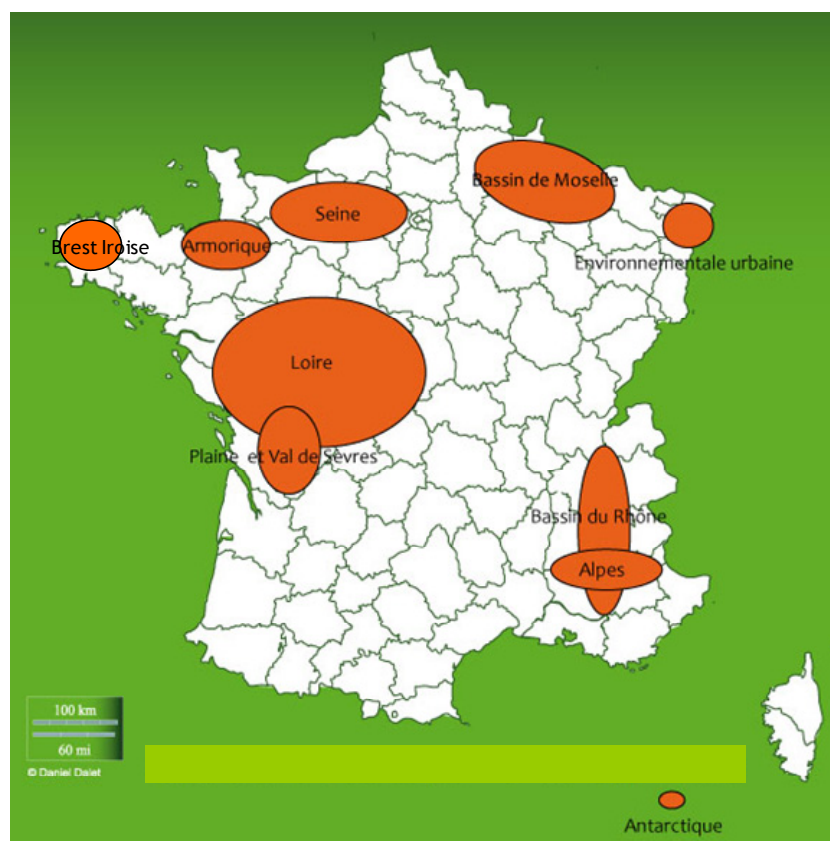 Bassin de Moselle
Seine
Brest Iroise
Armorique
Environnementale urbaine
Loire
Plaine et Val de Sèvres
Bassin du Rhône
Alpes
100 km
60 mi
© Daniel Dalet
Antarctique